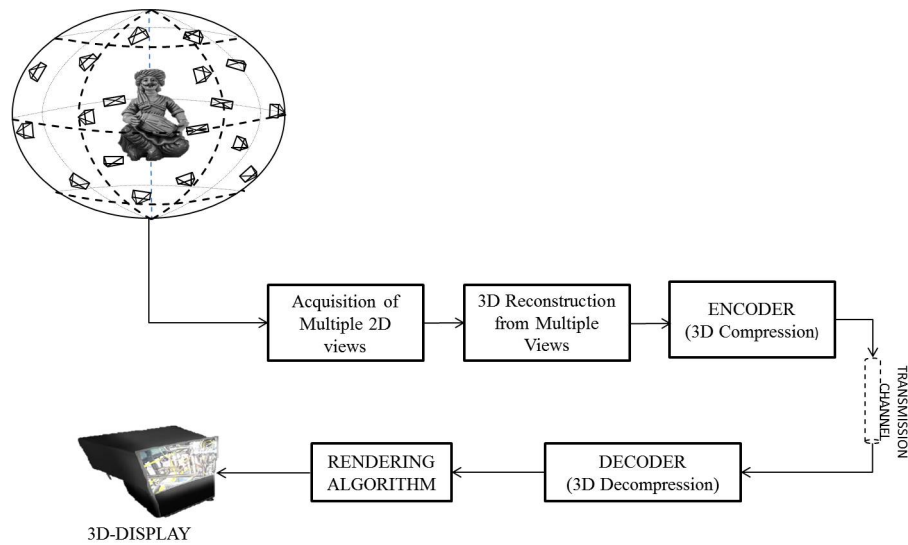 Acquisition of
Multiple 2D
views
3D Reconstruction
from Multiple
Views
ENCODER
(3D Compression)
TRANSMISSION
CHANNEL
DECODER
(3D Decompression)
RENDERING
ALGORITHM
3D-DISPLAY